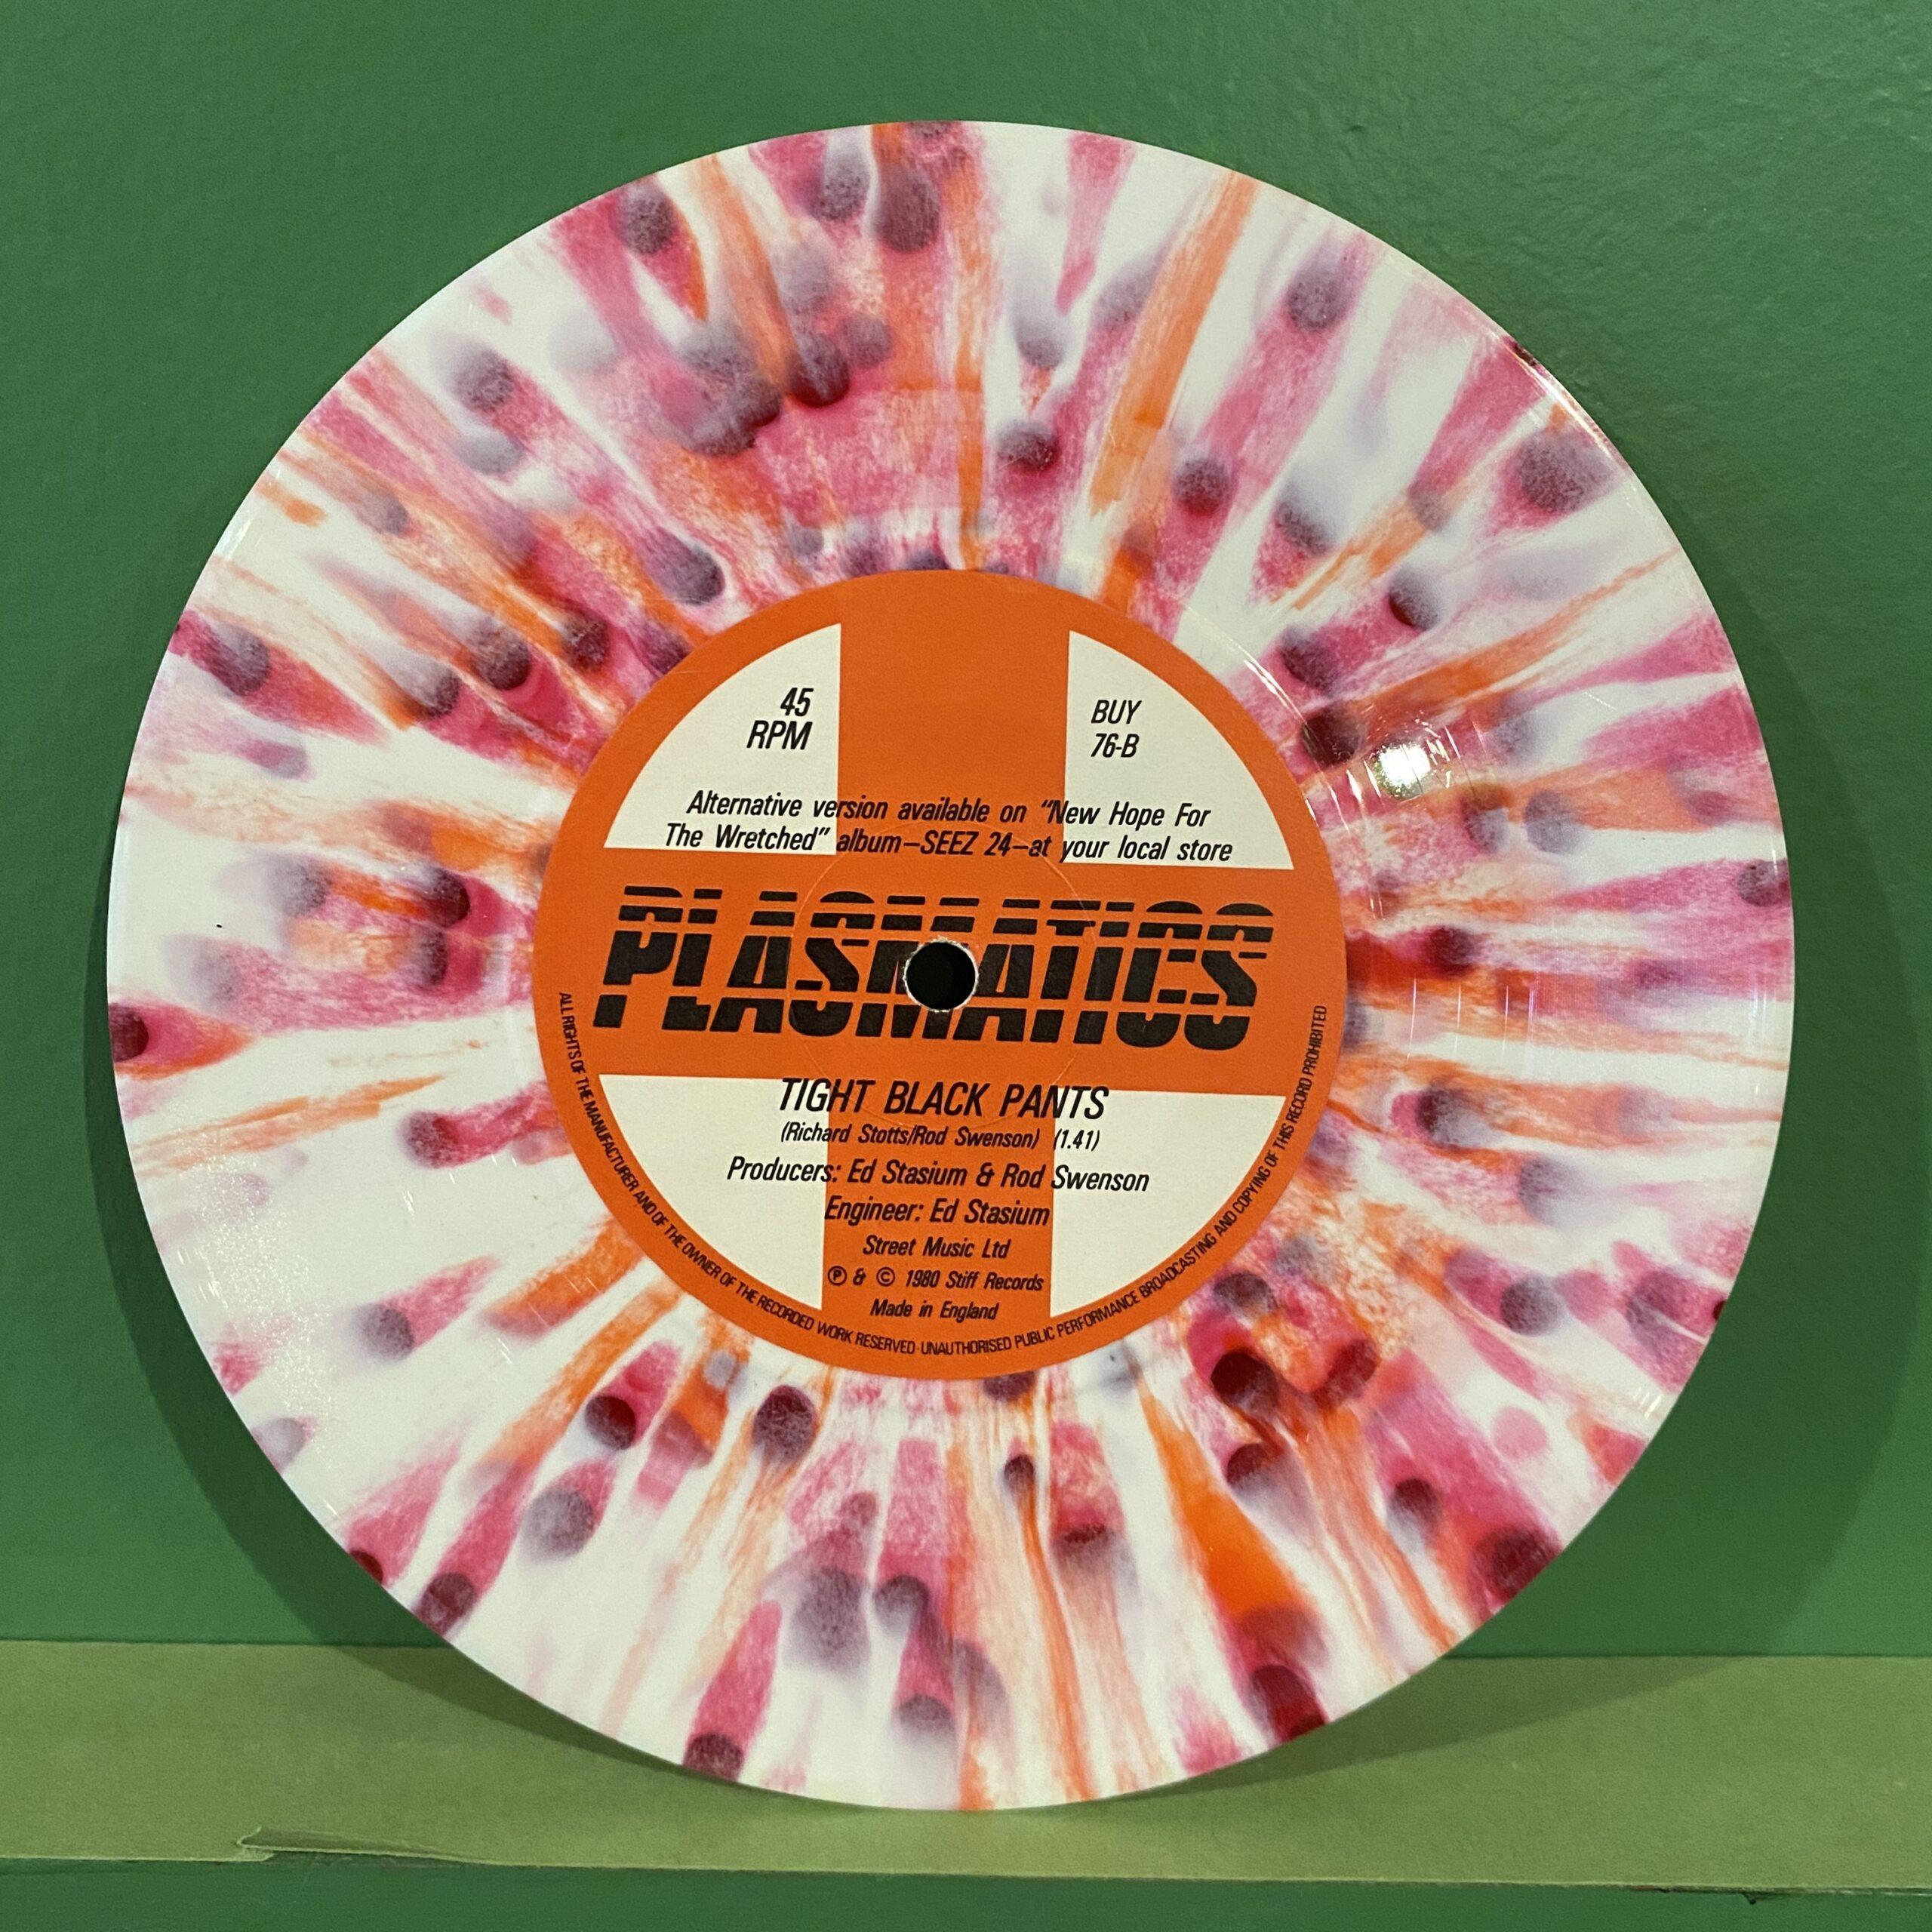 45
RPM
BUY
76-B
Alternative version available on "New Hope For
The Wretched" album–SEEZ 24–at your local store
PLASMATICS
TIGHT BLACK PANTS
(Richard Stotts/Rod Swenson) (1.41)
Producers: Ed Stasium & Rod Swenson
Engineer: Ed Stasium
Street Music Ltd
℗ & © 1980 Stiff Records
Made in England
ALL RIGHTS OF THE MANUFACTURER AND OF THE OWNER OF THE RECORDED WORK RESERVED·UNAUTHORISED PUBLIC PERFORMANCE BROADCASTING AND COPYING OF THIS RECORD PROHIBITED